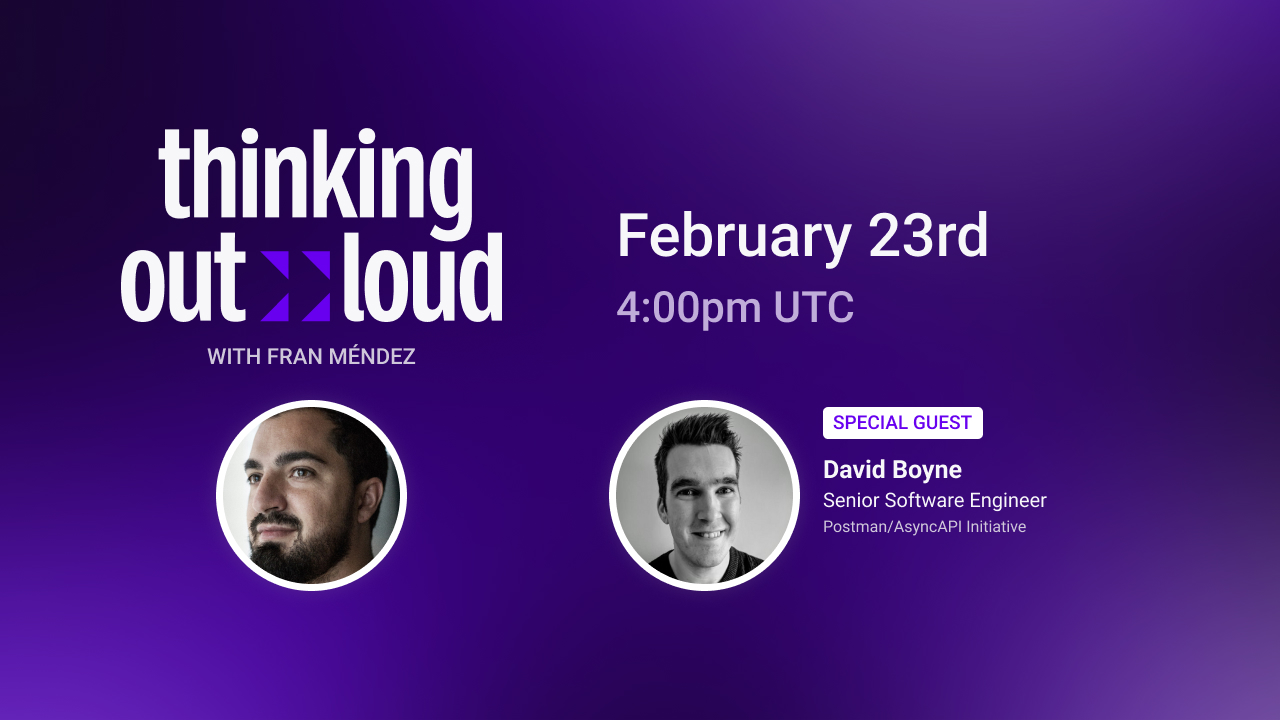 thinking
out loud
WITH FRAN MÉNDEZ
February 23rd
4:00pm UTC
SPECIAL GUEST
David Boyne
Senior Software Engineer
Postman/AsyncAPI Initiative